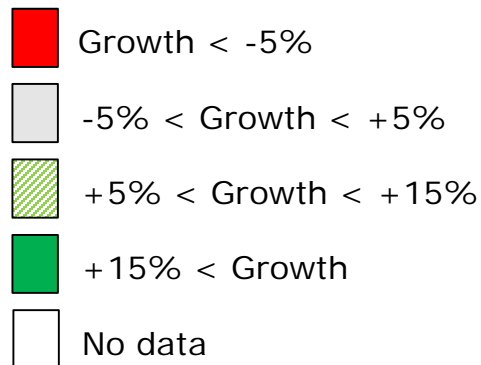 Growth < -5%
-5% < Growth < +5%
+5% < Growth < +15%
+15% < Growth
No data